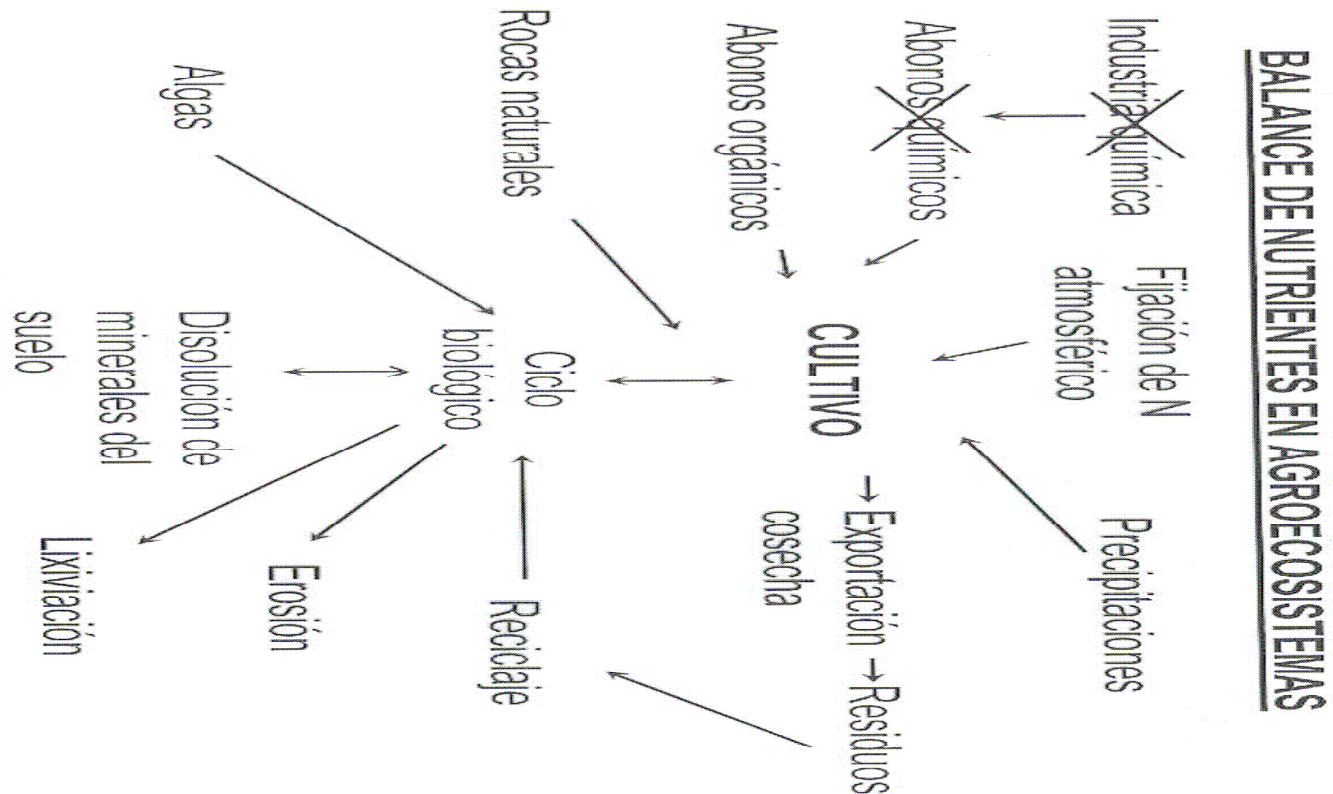 BALANCE DE NUTRIENTES EN AGROECOSISTEMAS
Industria química
Fijación de N
atmosférico
Precipitaciones
Abonos químicos
Abonos orgánicos
CULTIVO
Exportación
cosecha
Residuos
Rocas naturales
Ciclo
biológico
Reciclaje
Algas
Disolución de
minerales del
suelo
Erosión
Lixiviación